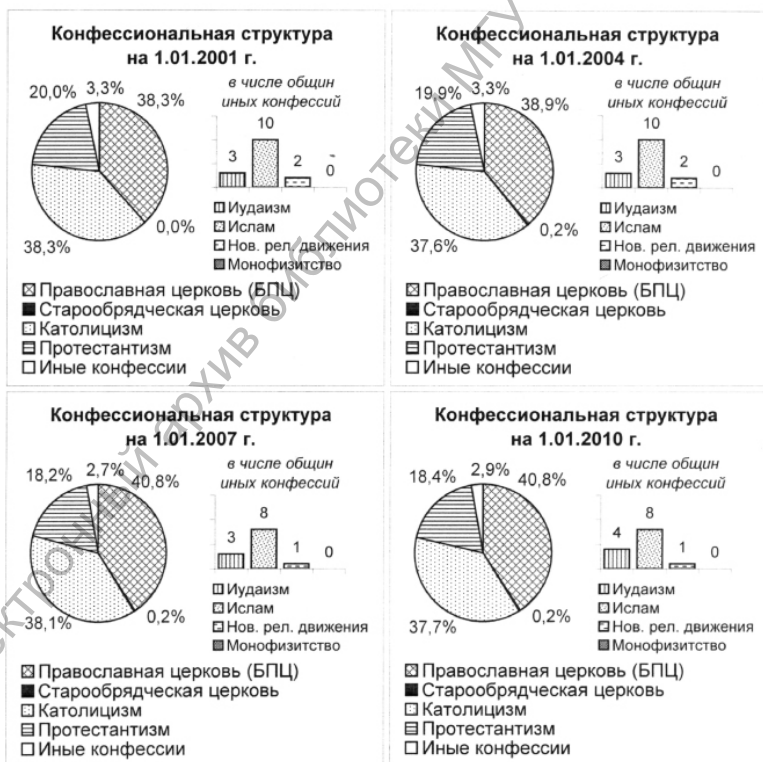 Конфессиональная структура
на 1.01.2001 г.
20,0%
3,3%
38,3%
38,3%
0,0%
в числе общин
иных конфессий
3
10
2
0
Иудаизм
Ислам
Нов. рел. движения
Монофизитство
Православная церковь (БПЦ)
Старообрядческая церковь
Католицизм
Протестантизм
Иные конфессии
Конфессиональная структура
на 1.01.2004 г.
19,9%
3,3%
38,9%
37,6%
0,2%
в числе общин
иных конфессий
3
10
2
0
Иудаизм
Ислам
Нов. рел. движения
Монофизитство
Православная церковь (БПЦ)
Старообрядческая церковь
Католицизм
Протестантизм
Иные конфессии
Конфессиональная структура
на 1.01.2007 г.
18,2%
2,7%
40,8%
38,1%
0,2%
в числе общин
иных конфессий
3
8
1
0
Иудаизм
Ислам
Нов. рел. движения
Монофизитство
Православная церковь (БПЦ)
Старообрядческая церковь
Католицизм
Протестантизм
Иные конфессии
Конфессиональная структура
на 1.01.2010 г.
18,4%
2,9%
40,8%
37,7%
0,2%
в числе общин
иных конфессий
4
8
1
0
Иудаизм
Ислам
Нов. рел. движения
Монофизитство
Православная церковь (БПЦ)
Старообрядческая церковь
Католицизм
Протестантизм
Иные конфессии
архив библиотеки МГУ